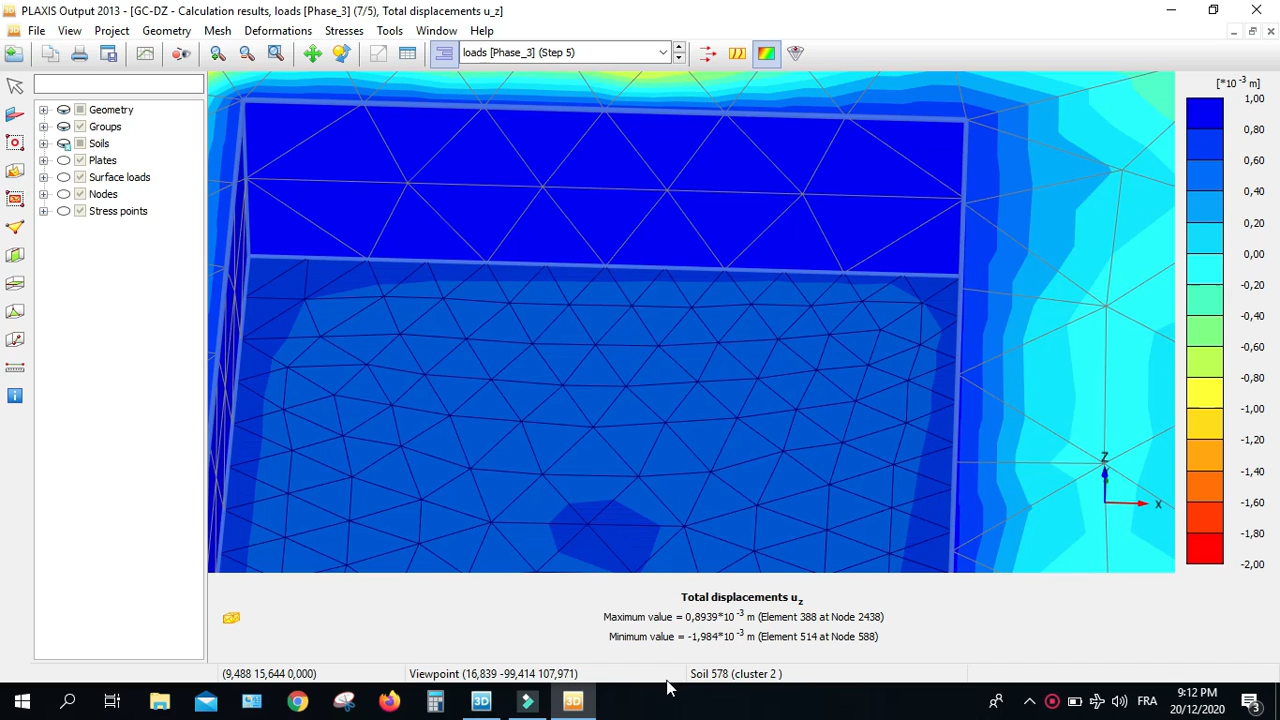 PLAXIS Output 2013 - [GC-DZ - Calculation results, loads [Phase_3] (7/5), Total displacements u_z]
File View Project Geometry Mesh Deformations Stresses Tools Window Help
loads [Phase_3] (Step 5)
[*10 -3 m]
Geometry
Groups
Soils
Plates
Surface loads
Nodes
Stress points
1,00
0,80
0,60
0,40
0,20
0,00
-0,20
-0,40
-0,60
-0,80
-1,00
-1,20
-1,40
-1,60
-1,80
-2,00
Z
X
Total displacements uz
Maximum value = 0,8939*10 -3 m (Element 388 at Node 2438)
Minimum value = -1,984*10 -3 m (Element 514 at Node 588)
(9,488 15,644 0,000) Viewpoint (16,839 -99,414 107,971) Soil 578 (cluster 2 )
3D 3D FRA 9:12 PM
20/12/2020
3